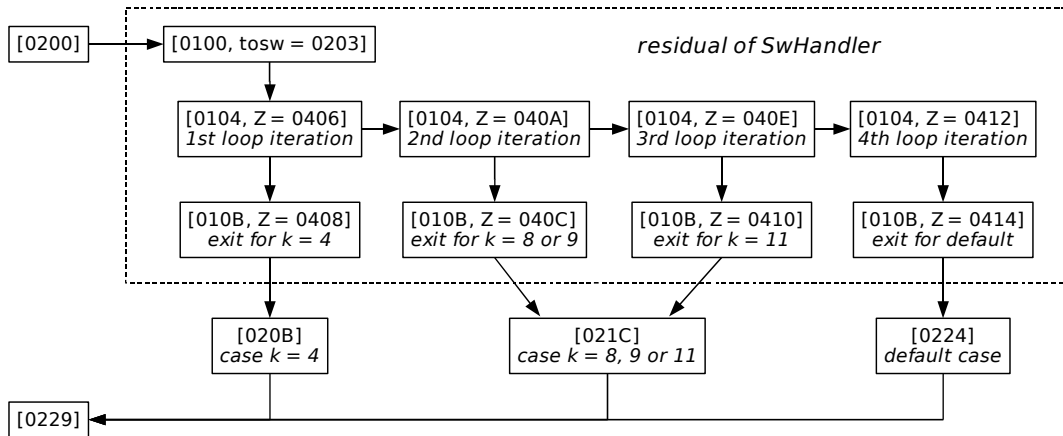 [0200]
[0100, tosw = 0203]
residual of SwHandler
[0104, Z = 0406]
1st loop iteration
[0104, Z = 040A]
2nd loop iteration
[0104, Z = 040E]
3rd loop iteration
[0104, Z = 0412]
4th loop iteration
[010B, Z = 0408]
exit for k = 4
[010B, Z = 040C]
exit for k = 8 or 9
[010B, Z = 0410]
exit for k = 11
[010B, Z = 0414]
exit for default
[020B]
case k = 4
[021C]
case k = 8, 9 or 11
[0224]
default case
[0229]